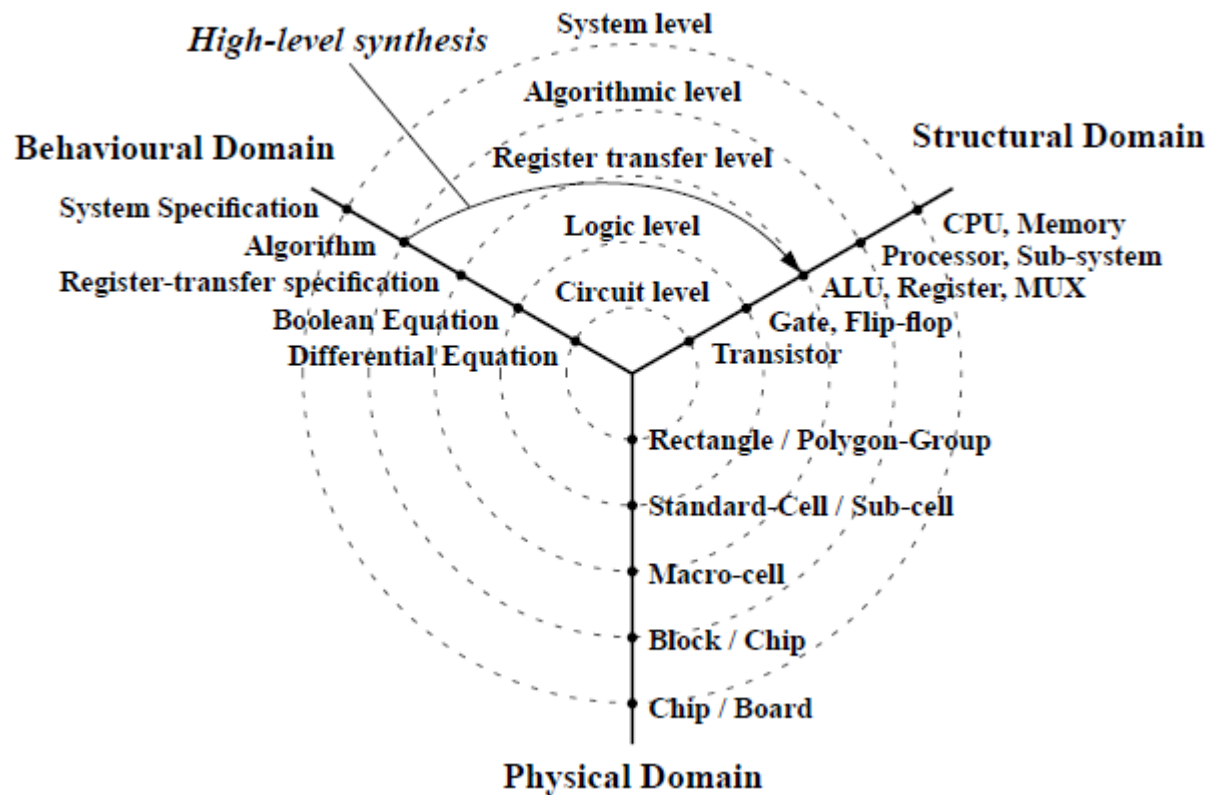 System level
High-level synthesis
Algorithmic level
Behavioural Domain
Structural Domain
Register transfer level
System Specification
CPU, Memory
Logic level
Algorithm
Processor, Sub-system
Register-transfer specification
ALU, Register, MUX
Circuit level
Boolean Equation
Gate, Flip-flop
Differential Equation
Transistor
Rectangle / Polygon-Group
Standard-Cell / Sub-cell
Macro-cell
Block / Chip
Chip / Board
Physical Domain